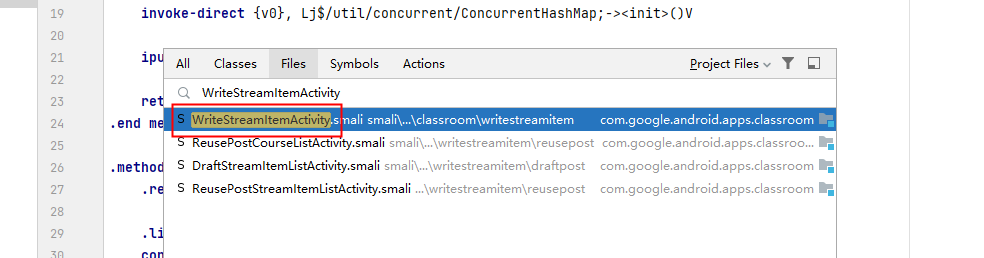 19 invoke-direct {v0}, Lj$/util/concurrent/ConcurrentHashMap;-><init>()V
20
21 ipu
All Classes Files Symbols Actions Project Files
22
WriteStreamItemActivity
23 ret
24 .end me
WriteStreamItemActivity.smali smali\...\classroom\writestreamitem com.google.android.apps.classroom
25
ReusePostCourseListActivity.smali smali\...\writestreamitem\reusepost com.google.android.apps.classroo...
26 .method
DraftStreamItemListActivity.smali smali\...\writestreamitem\draftpost com.google.android.apps.classroom
27 .re
ReusePostStreamItemListActivity.smali ...\writestreamitem\reusepost com.google.android.apps.classroom
28
29 .li
30 con